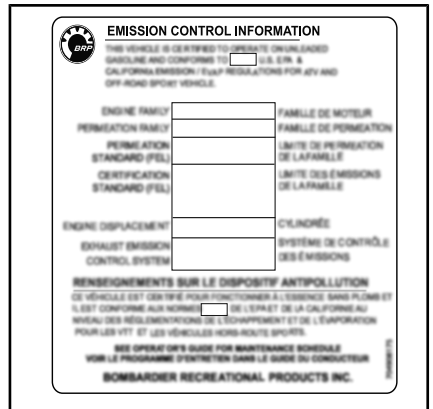 BRP
EMISSION CONTROL INFORMATION
THIS VEHICLE IS CERTIFIED TO OPERATE ON UNLEADED
GASOLINE AND CONFORMS TO U.S. EPA &
CALIFORNIA EMISSION / EVAP REGULATIONS FOR ATV AND
OFF-ROAD SPORT VEHICLE.
ENGINE FAMILY FAMILLE DE MOTEUR
PERMEATION FAMILY FAMILLE DE PERMEATION
PERMEATION LIMITE DE PERMEATION
STANDARD (FEL) DE LA FAMILLE
CERTIFICATION LIMITE DES ÉMISSIONS
STANDARD (FEL) DE LA FAMILLE
ENGINE DISPLACEMENT CYLINDRÉE
EXHAUST EMISSION SYSTÈME DE CONTRÔLE
CONTROL SYSTEM DES ÉMISSIONS
RENSEIGNEMENTS SUR LE DISPOSITIF ANTIPOLLUTION
CE VÉHICULE EST CERTIFIÉ POUR FONCTIONNER À L'ESSENCE SANS PLOMB ET
IL EST CONFORME AUX NORMES DE L'EPA ET DE LA CALIFORNIE AU
NIVEAU DES RÉGLEMENTATIONS DE L'ÉCHAPPEMENT ET DE L'ÉVAPORATION
POUR LES VTT ET LES VÉHICULES HORS-ROUTE SPORTS.
SEE OPERATOR'S GUIDE FOR MAINTENANCE SCHEDULE
VOIR LE PROGRAMME D'ENTRETIEN DANS LE GUIDE DU CONDUCTEUR
BOMBARDIER RECREATIONAL PRODUCTS INC.